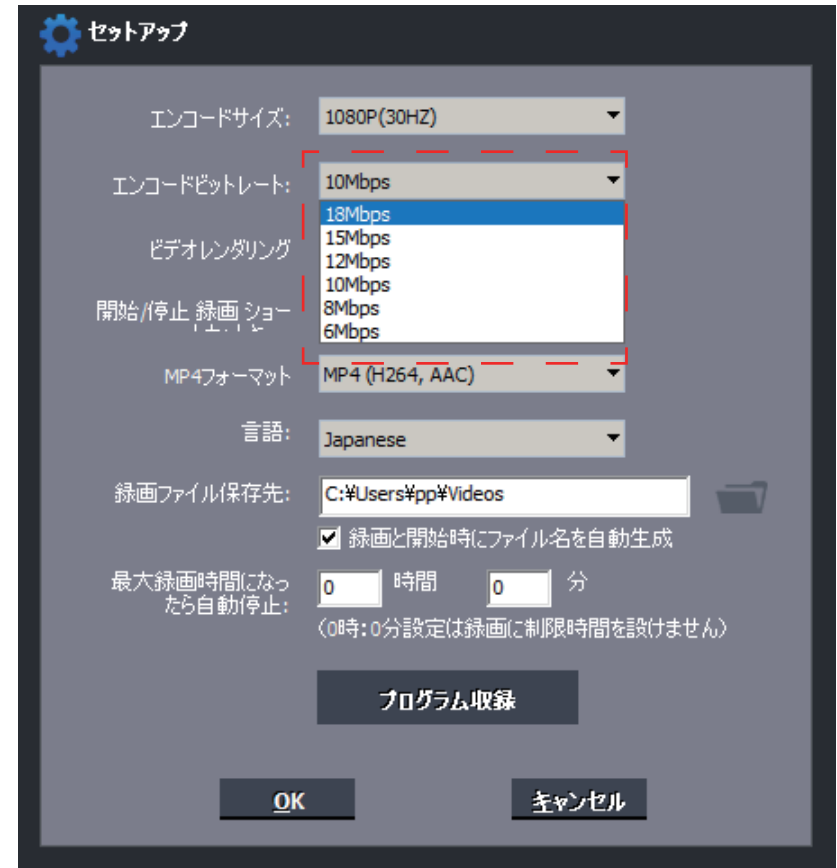 セットアップ
エンコードサイズ: 1080P(30HZ)
エンコードビットレート: 10Mbps
18Mbps
15Mbps
12Mbps
10Mbps
8Mbps
6Mbps
ビデオレンダリング
開始/停止 録画 ショー
MP4フォーマット MP4 (H264, AAC)
言語: Japanese
録画ファイル保存先: C:¥Users¥pp¥Videos
録画と開始時にファイル名を自動生成
最大録画時間になっ
たら自動停止: 0 時間 0 分
(0時:0分設定は録画に制限時間を設けません)
プログラム収録
OK キャンセル